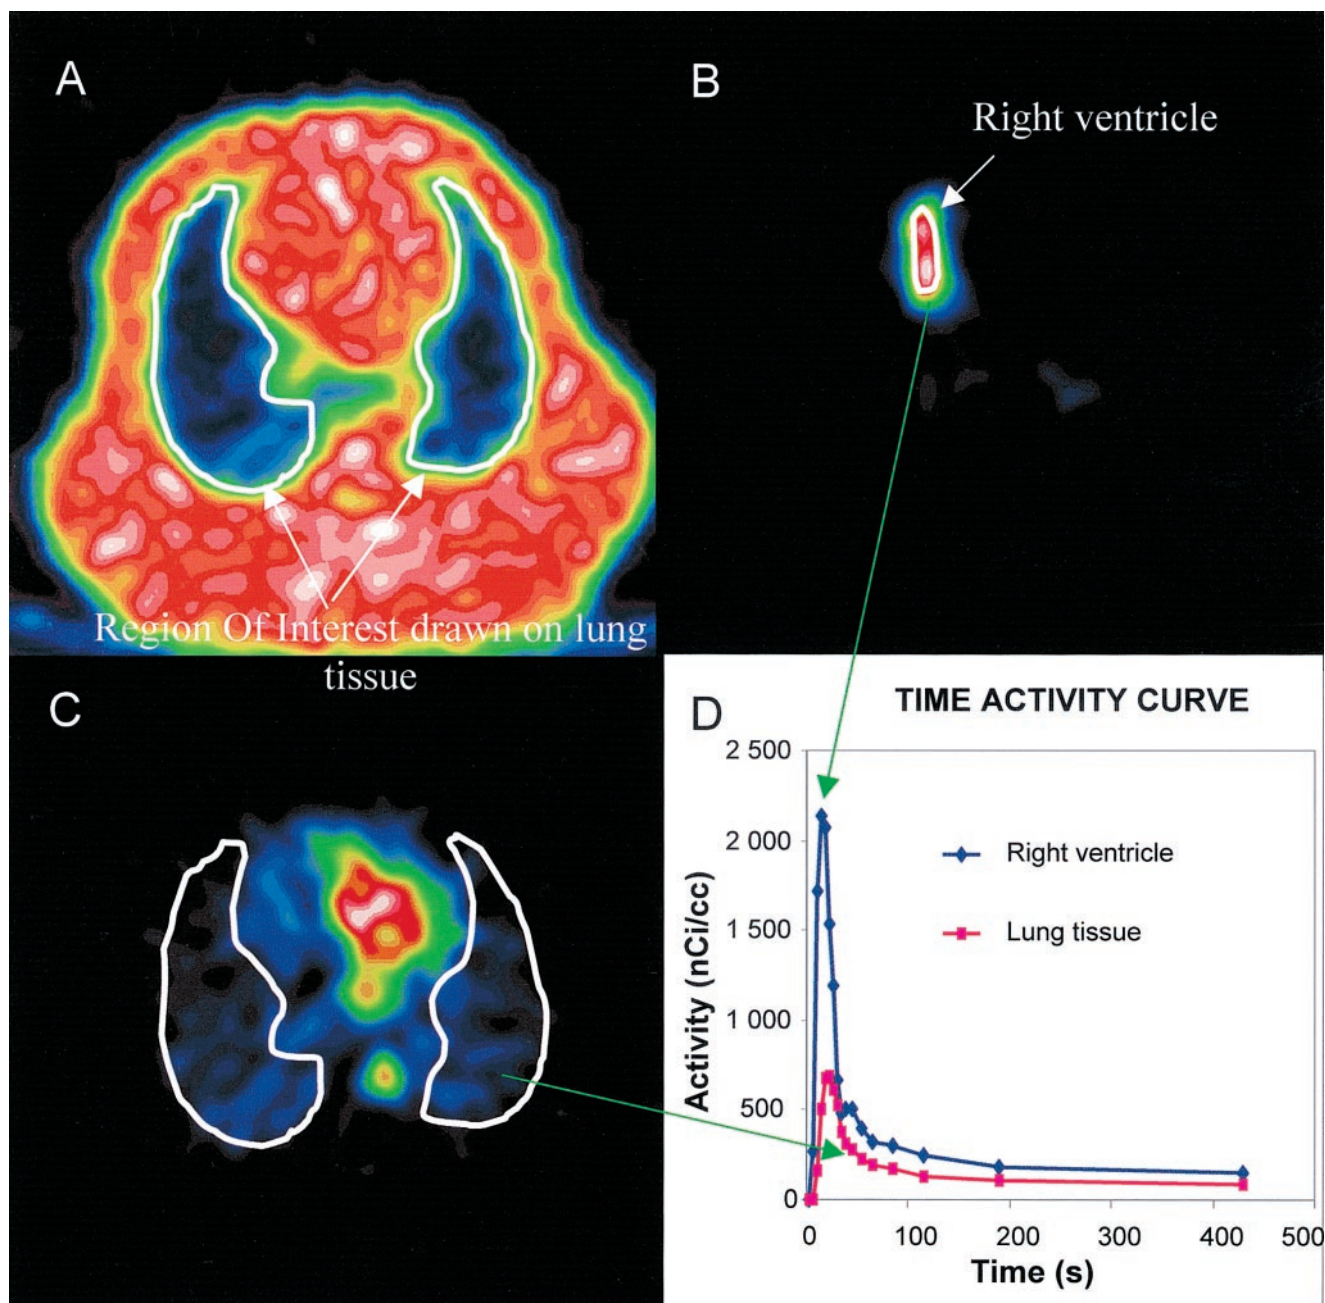 A
Region Of Interest drawn on lung
tissue
B
Right ventricle
C
D
TIME ACTIVITY CURVE
Activity (nCi/cc)
2 500
2 000
1 500
1 000
500
0
Right ventricle
Lung tissue
0 100 200 300 400 500
Time (s)